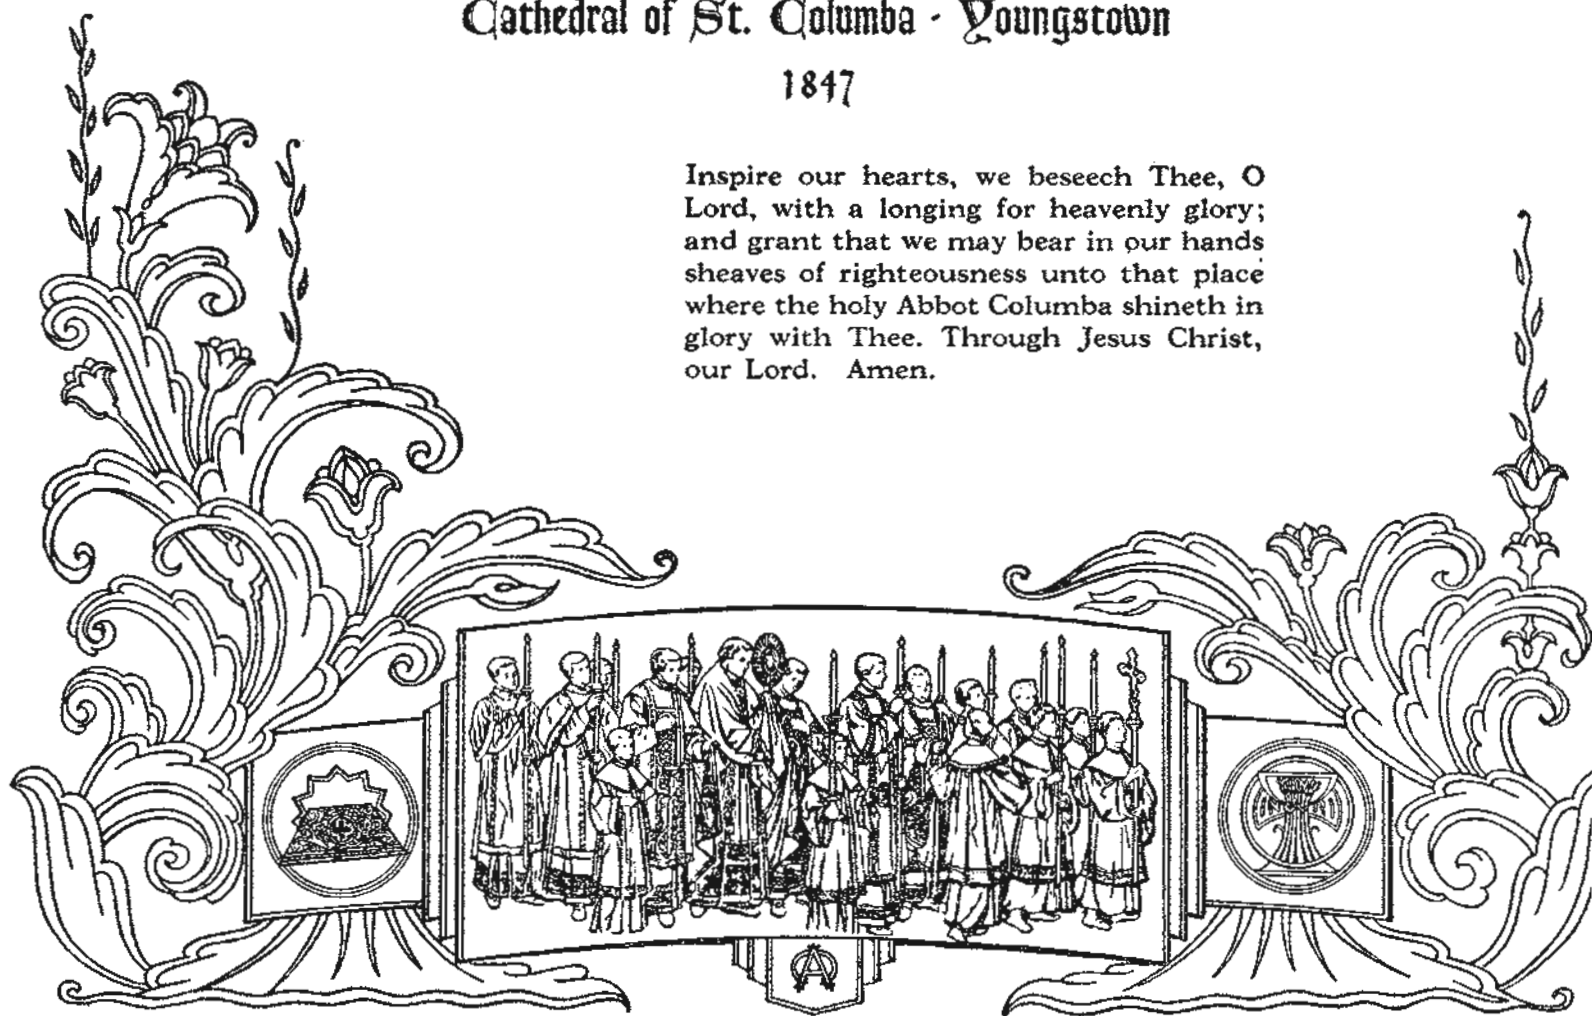 Cathedral of St. Columba · Youngstown
1847
Inspire our hearts, we beseech Thee, O
Lord, with a longing for heavenly glory;
and grant that we may bear in our hands
sheaves of righteousness unto that place
where the holy Abbot Columba shineth in
glory with Thee. Through Jesus Christ,
our Lord. Amen.